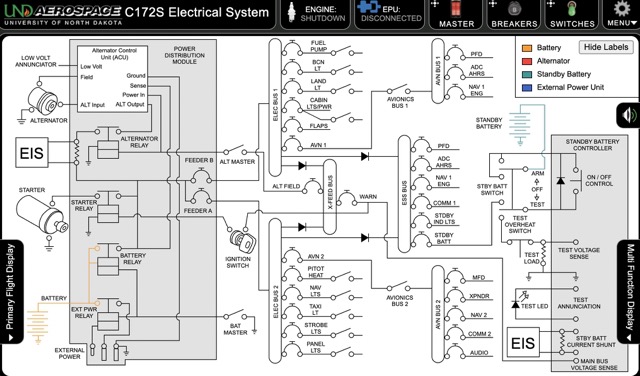 UND AEROSPACE
UNIVERSITY OF NORTH DAKOTA
C172S Electrical System
ENGINE:
SHUTDOWN
EPU:
DISCONNECTED
MASTER
BREAKERS
SWITCHES
MENU
Battery
Alternator
Standby Battery
External Power Unit
Hide Labels
Alternator Control
Unit (ACU)
Low Volt
Field
Ground
Sense
Power In
Alt Input
Alt Output
POWER
DISTRIBUTION
MODULE
LOW VOLT
ANNUNCIATOR
ALTERNATOR
EIS
ALTERNATOR
RELAY
ALT MASTER
FEEDER B
FEEDER A
STARTER
STARTER
RELAY
IGNITION
SWITCH
BATTERY
RELAY
BATTERY
EXT PWR
RELAY
BAT
MASTER
EXTERNAL
POWER
ELEC BUS 1
FUEL
PUMP
BCN
LT
LAND
LT
CABIN
LTS/PWR
FLAPS
AVN 1
ALT FIELD
X-FEED BUS
WARN
ELEC BUS 2
AVN 2
PITOT
HEAT
NAV
LTS
TAXI
LT
STROBE
LTS
PANEL
LTS
AVIONICS
BUS 1
AVN BUS 1
PFD
ADC
AHRS
NAV 1
ENG
ESS BUS
PFD
ADC
AHRS
NAV 1
ENG
COMM 1
STDBY
IND LTS
STDBY
BATT
AVIONICS
BUS 2
AVN BUS 2
MFD
XPNDR
NAV 2
COMM 2
AUDIO
STANDBY
BATTERY
STANDBY BATTERY
CONTROLLER
ARM
OFF
TEST
ON / OFF
CONTROL
STBY BATT
SWITCH
TEST
OVERHEAT
SWITCH
TEST
LOAD
TEST VOLTAGE
SENSE
TEST LED
TEST
ANNUNCIATION
EIS
STBY BATT
CURRENT SHUNT
MAIN BUS
VOLTAGE SENSE
Primary Flight Display
Multi Function Display